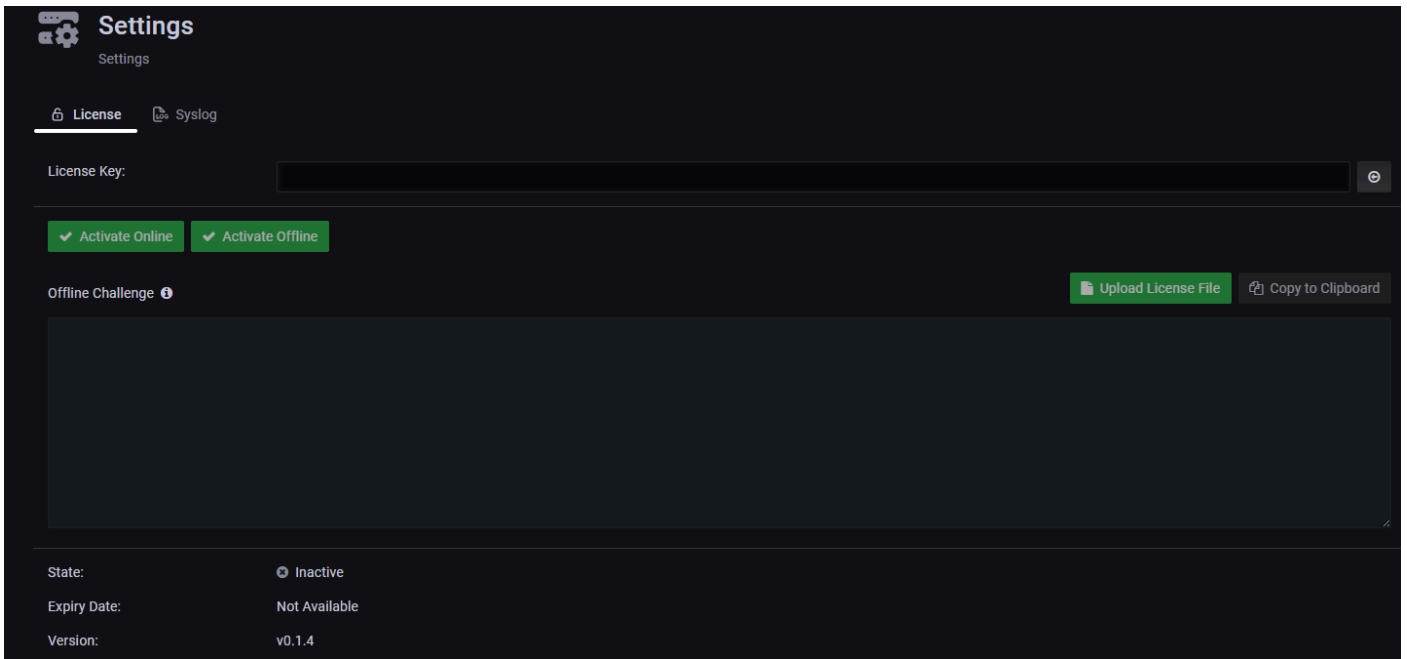 Settings
Settings
License
Syslog
License Key:
Activate Online
Activate Offline
Offline Challenge
Upload License File
Copy to Clipboard
State:
Inactive
Expiry Date:
Not Available
Version:
v0.1.4